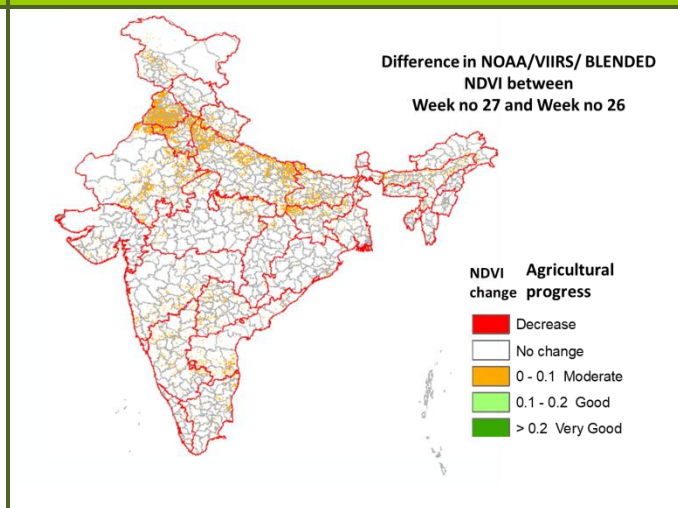 Difference in NOAA/VIIRS/ BLENDED
NDVI between
Week no 27 and Week no 26
NDVI change
Agricultural progress
Decrease
No change
0 - 0.1 Moderate
0.1 - 0.2 Good
> 0.2 Very Good